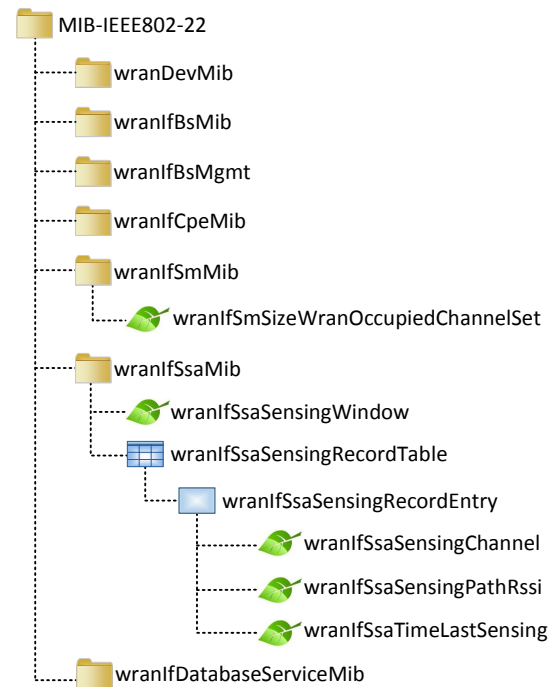 MIB-IEEE802-22
wranDevMib
wranIfBsMib
wranIfBsMgmt
wranIfCpeMib
wranIfSmMib
wranIfSmSizeWranOccupiedChannelSet
wranIfSsaMib
wranIfSsaSensingWindow
wranIfSsaSensingRecordTable
wranIfSsaSensingRecordEntry
wranIfSsaSensingChannel
wranIfSsaSensingPathRssi
wranIfSsaTimeLastSensing
wranIfDatabaseServiceMib